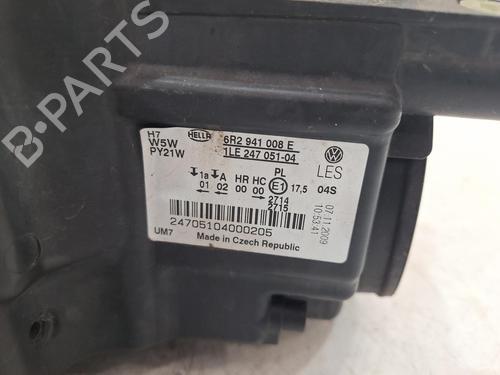 H7
W5W
PY21W
HELLA
6R2 941 008 E
1LE 247 051-04
LES
04S
PL
1a A HR HC E1 17,5
01 02 00 00
2714
2715
24705104000205
UM7
Made in Czech Republic
07.11.2009
10:53:41
B-PARTS